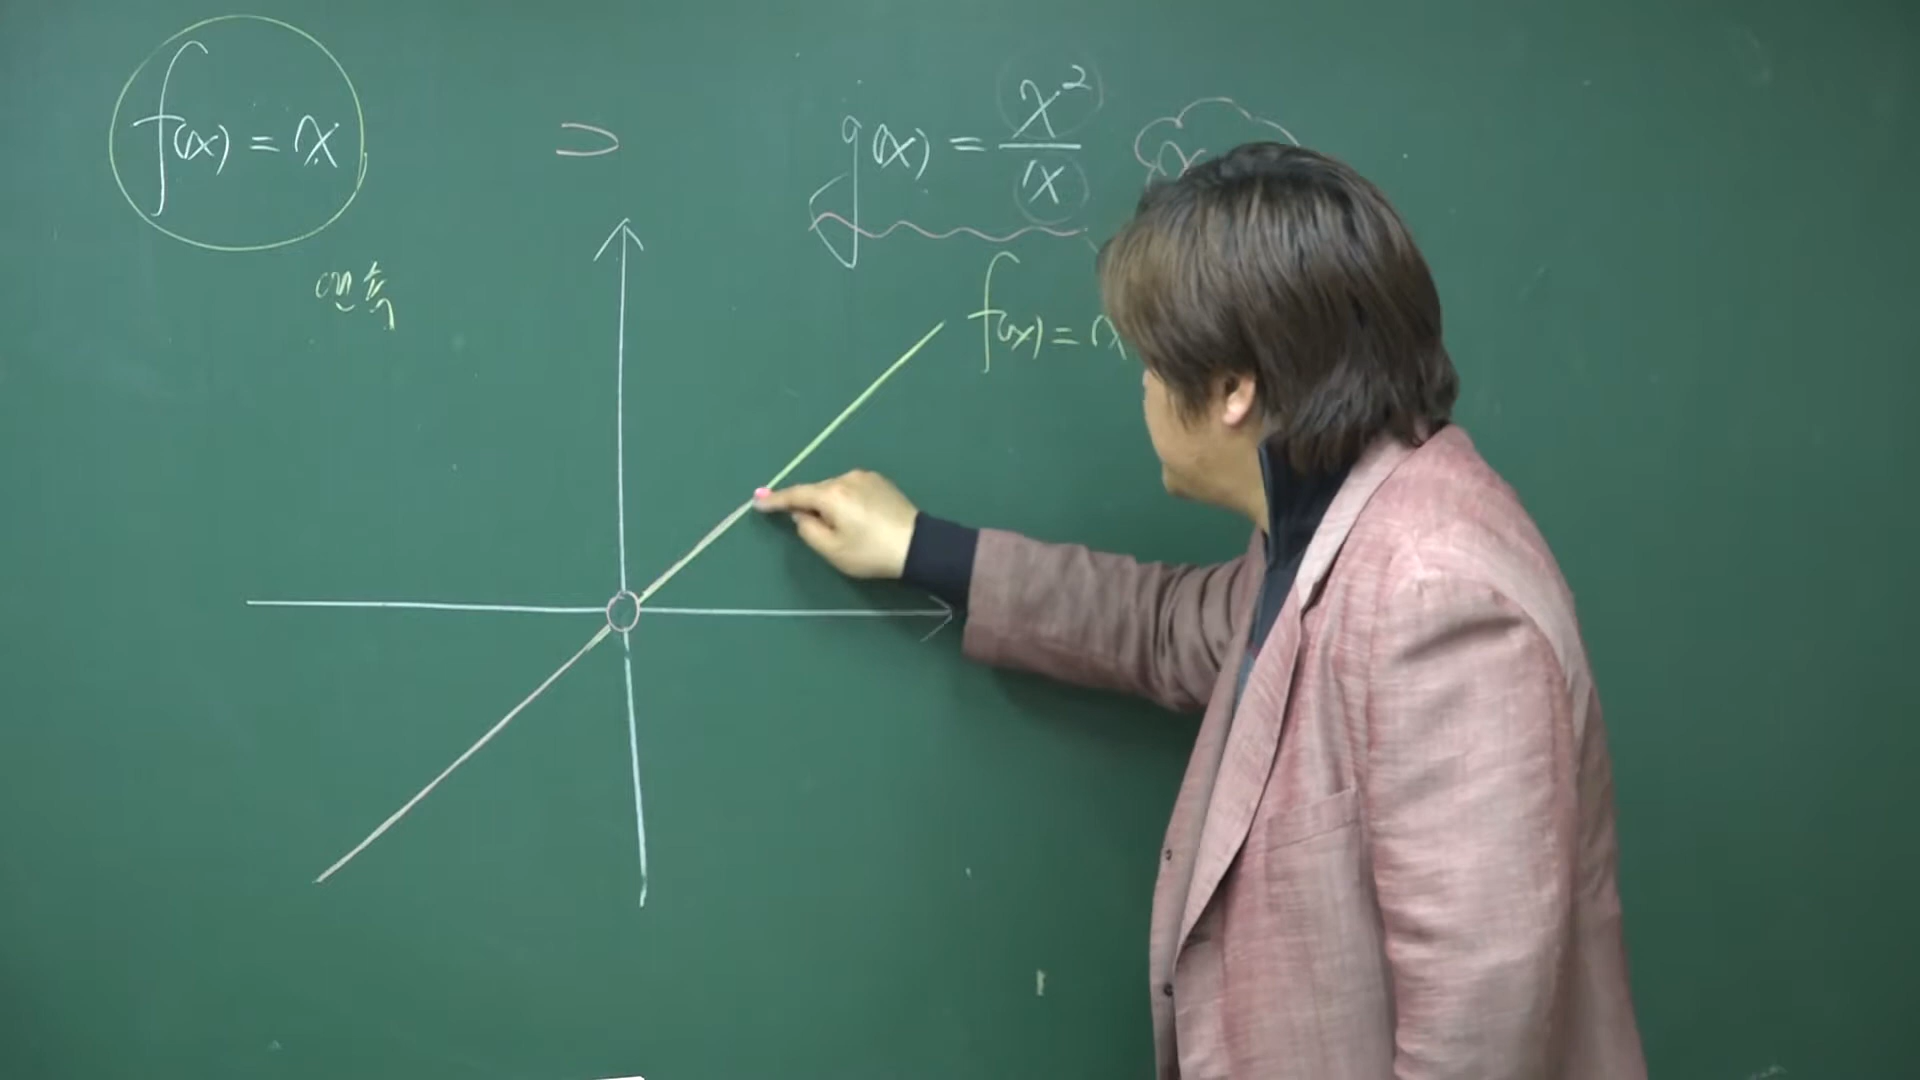 f(x) = x ⊃ g(x) = x²/x
연속
f(x) = x